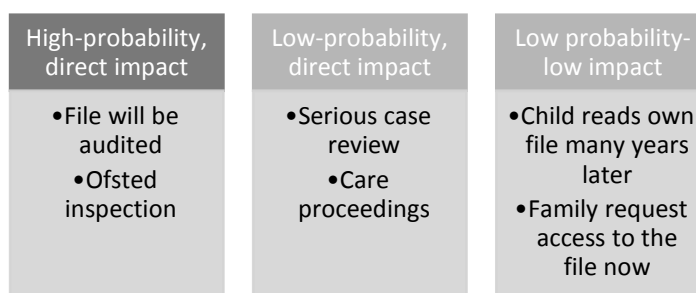 High-probability,
direct impact
•File will be
audited
•Ofsted
inspection
Low-probability,
direct impact
•Serious case
review
•Care
proceedings
Low probability-
low impact
•Child reads own
file many years
later
•Family request
access to the
file now